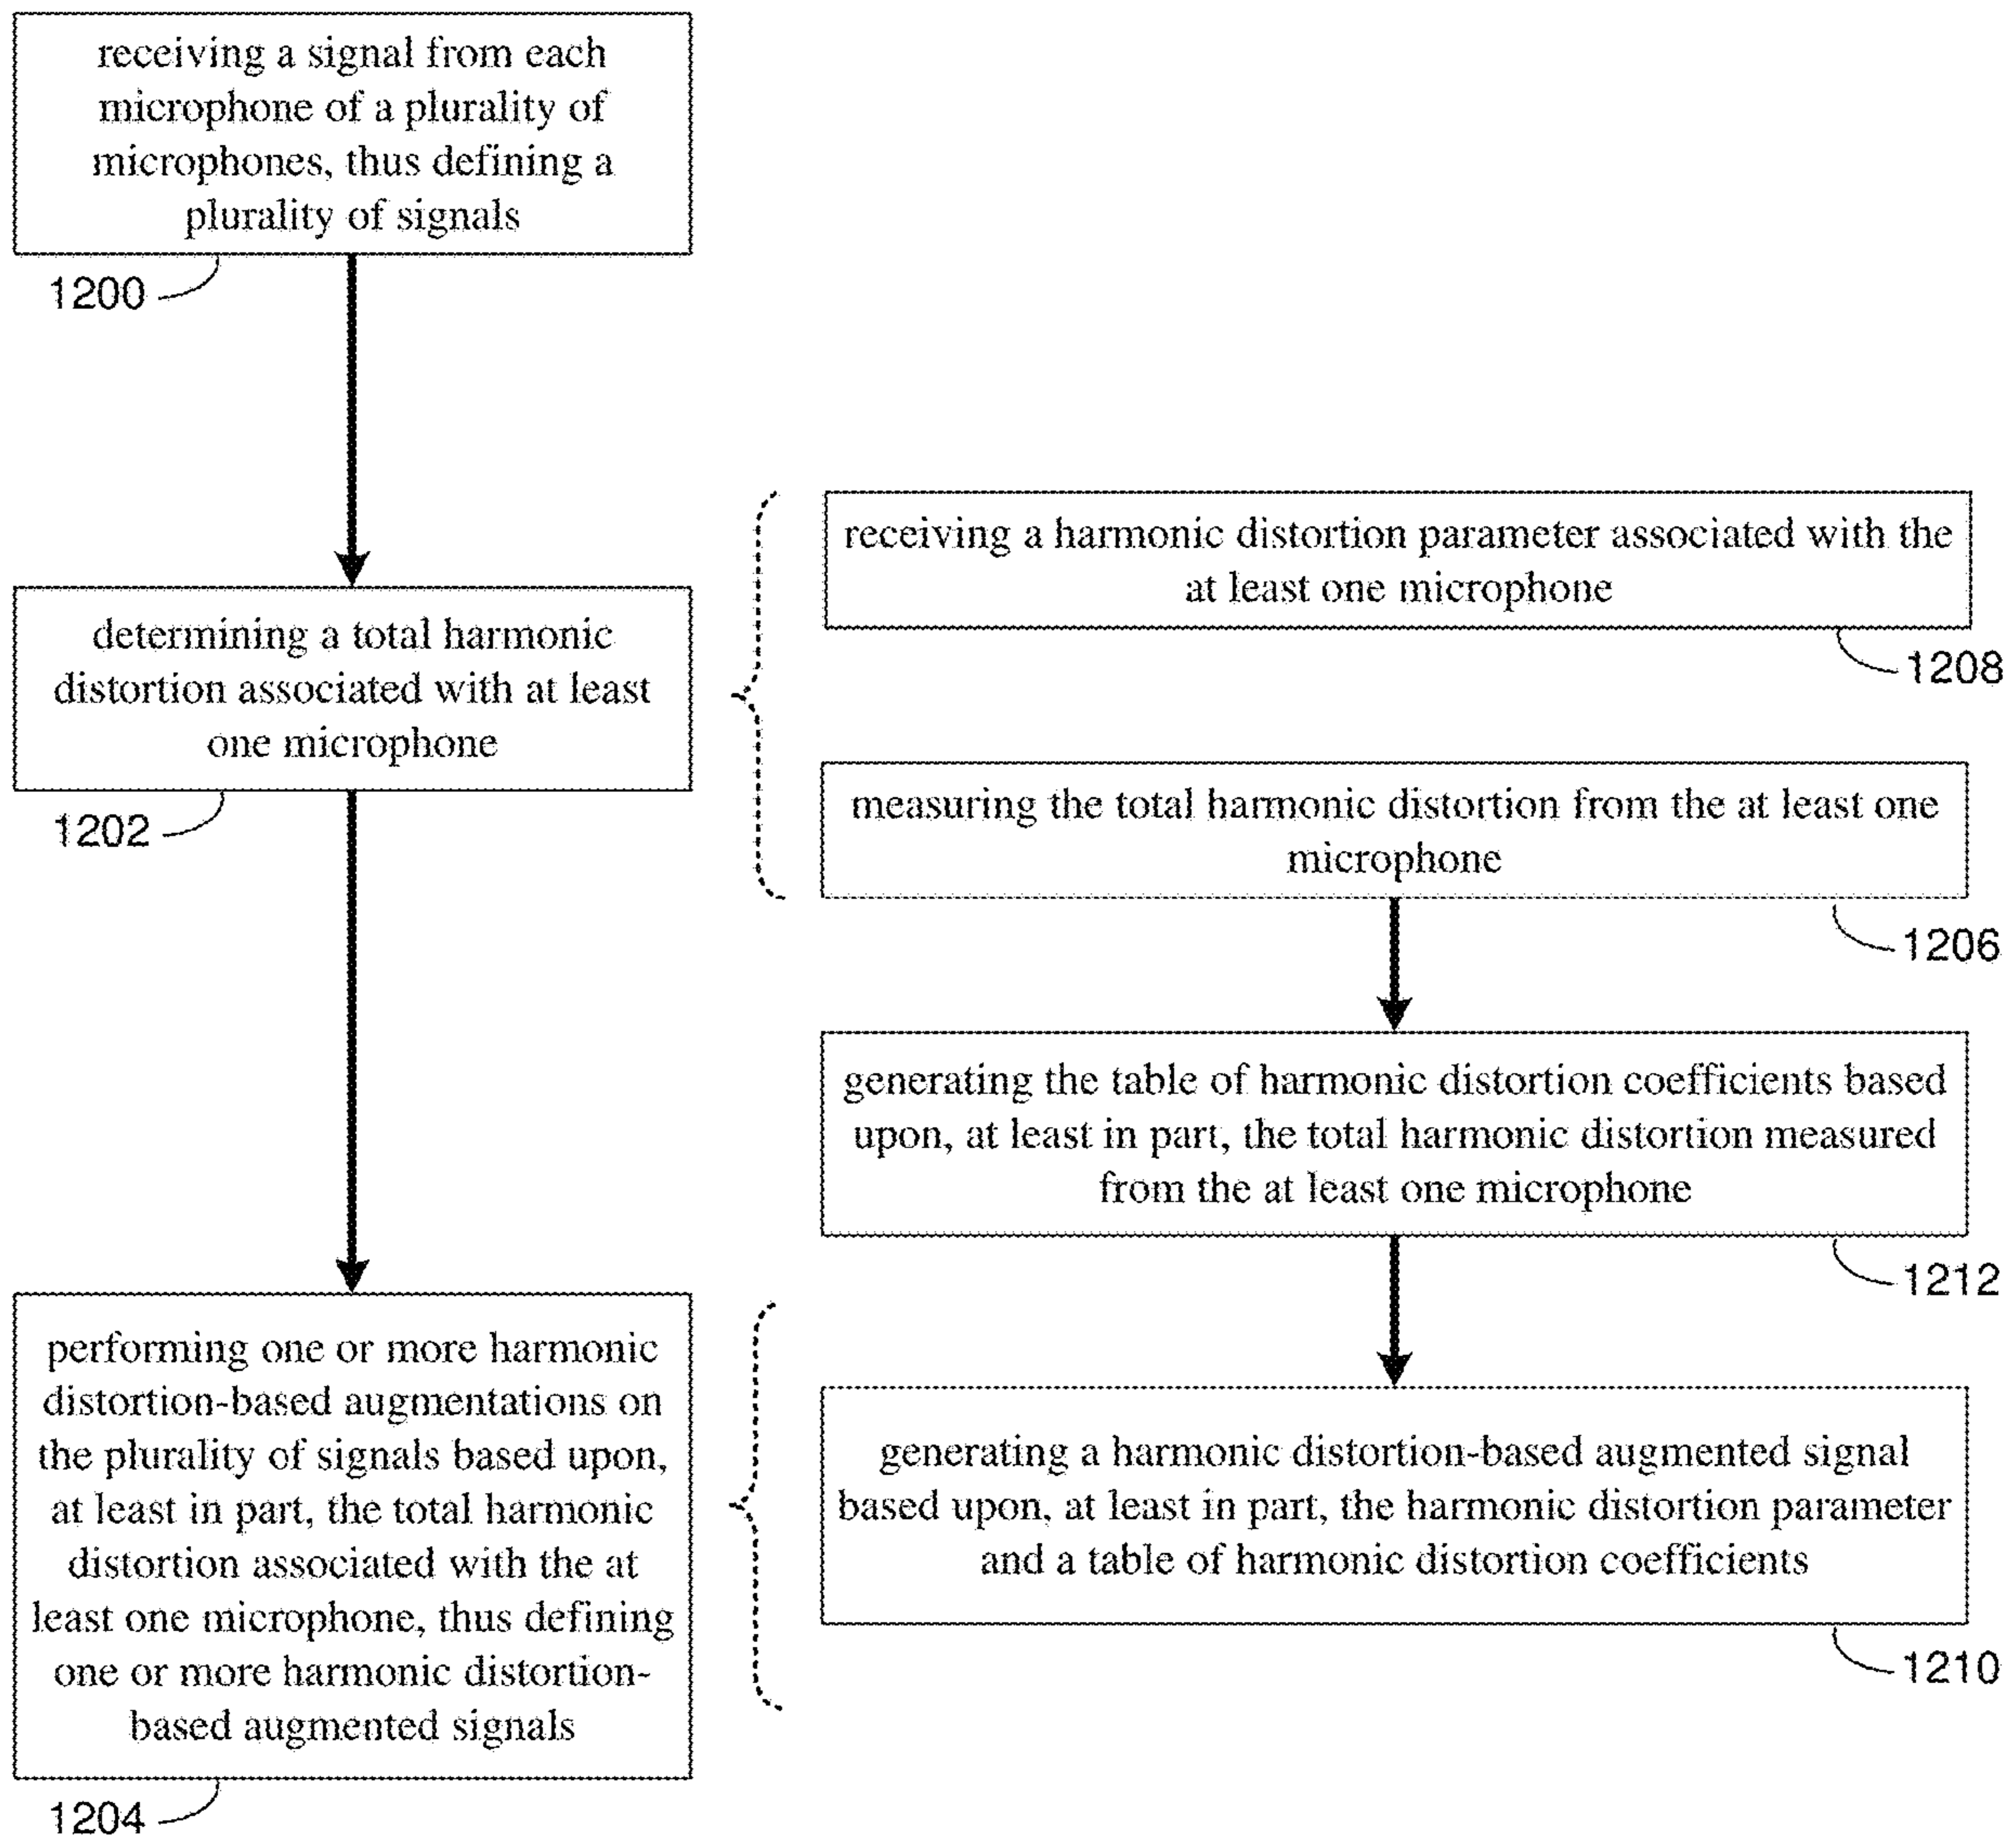 receiving a signal from each
microphone of a plurality of
microphones, thus defining a
plurality of signals
1200
determining a total harmonic
distortion associated with at least
one microphone
1202
receiving a harmonic distortion parameter associated with the
at least one microphone
1208
measuring the total harmonic distortion from the at least one
microphone
1206
generating the table of harmonic distortion coefficients based
upon, at least in part, the total harmonic distortion measured
from the at least one microphone
1212
performing one or more harmonic
distortion-based augmentations on
the plurality of signals based upon,
at least in part, the total harmonic
distortion associated with the at
least one microphone, thus defining
one or more harmonic distortion-
based augmented signals
1204
generating a harmonic distortion-based augmented signal
based upon, at least in part, the harmonic distortion parameter
and a table of harmonic distortion coefficients
1210